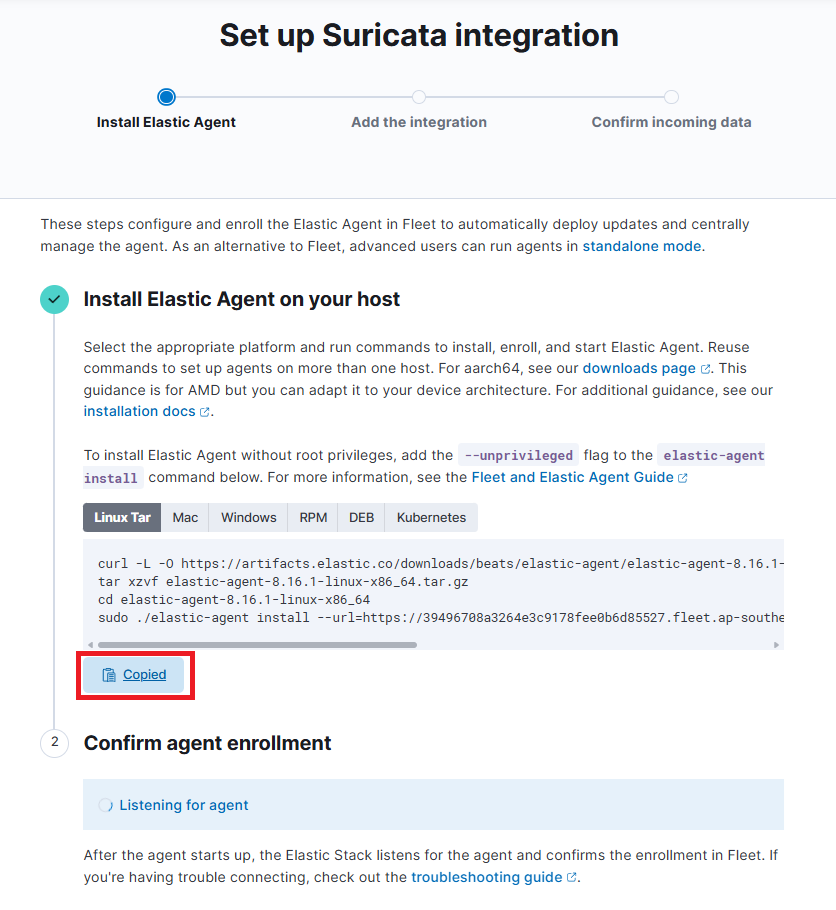 Set up Suricata integration
Install Elastic Agent
Add the integration
Confirm incoming data
These steps configure and enroll the Elastic Agent in Fleet to automatically deploy updates and centrally
manage the agent. As an alternative to Fleet, advanced users can run agents in standalone mode.
Install Elastic Agent on your host
Select the appropriate platform and run commands to install, enroll, and start Elastic Agent. Reuse
commands to set up agents on more than one host. For aarch64, see our downloads page. This
guidance is for AMD but you can adapt it to your device architecture. For additional guidance, see our
installation docs.
To install Elastic Agent without root privileges, add the --unprivileged flag to the elastic-agent
install command below. For more information, see the Fleet and Elastic Agent Guide
Linux Tar Mac Windows RPM DEB Kubernetes
curl -L -O https://artifacts.elastic.co/downloads/beats/elastic-agent/elastic-agent-8.16.1-
tar xzvf elastic-agent-8.16.1-linux-x86_64.tar.gz
cd elastic-agent-8.16.1-linux-x86_64
sudo ./elastic-agent install --url=https://39496708a3264e3c9178fee0b6d85527.fleet.ap-southe
Copied
2 Confirm agent enrollment
Listening for agent
After the agent starts up, the Elastic Stack listens for the agent and confirms the enrollment in Fleet. If
you're having trouble connecting, check out the troubleshooting guide.